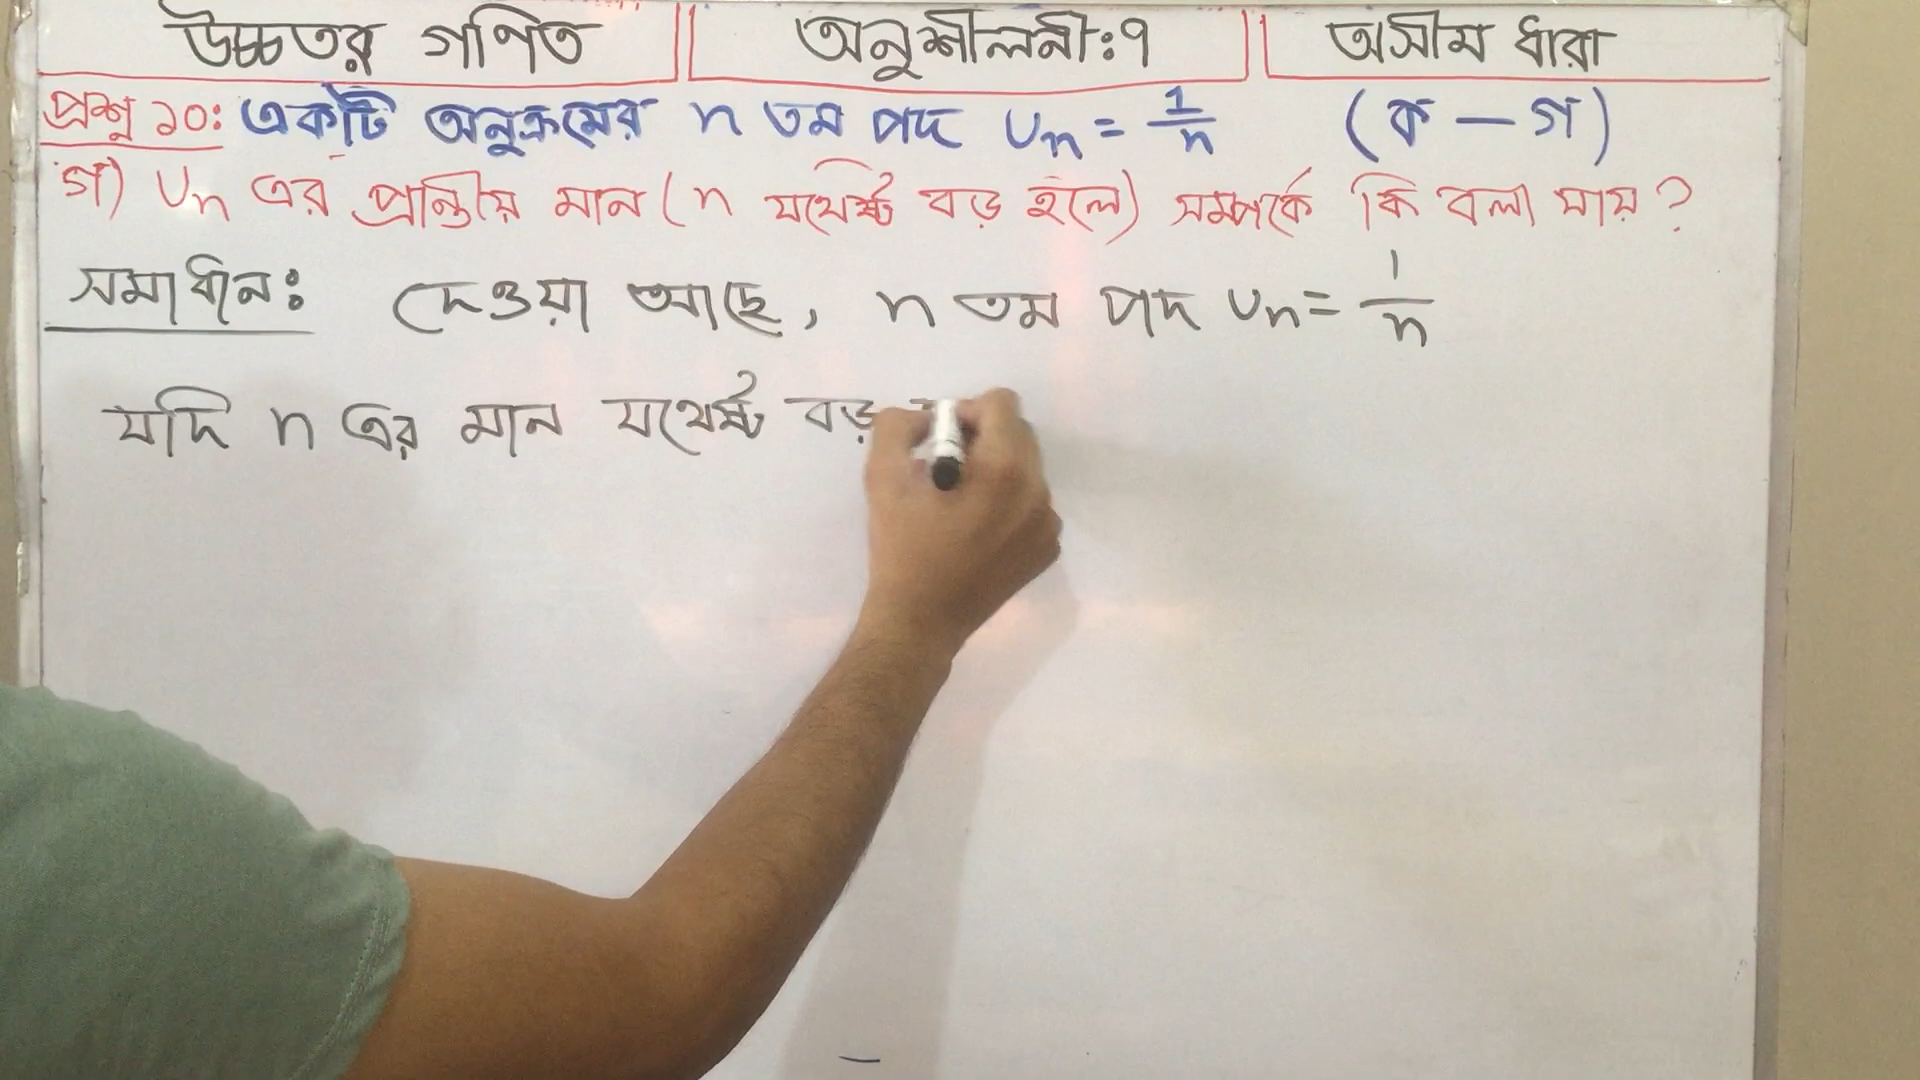 উচ্চতর গণিত || অনুশীলনী:৭ || অসীম ধারা
প্রশ্ন ১০: একটি অনুক্রমের n তম পদ Un = 1/n (ক — গ)
গ) Un এর প্রান্তীয় মান (n যথেষ্ট বড় হলে) সম্পর্কে কি বলা যায়?
সমাধান: দেওয়া আছে, n তম পদ Un = 1/n
যদি n এর মান যথেষ্ট বড়